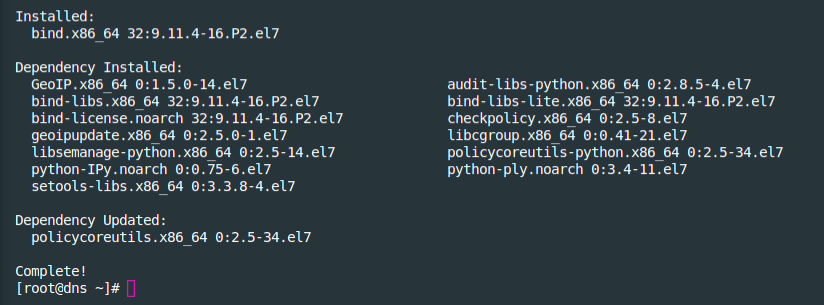 Installed:
  bind.x86_64 32:9.11.4-16.P2.el7

Dependency Installed:
  GeoIP.x86_64 0:1.5.0-14.el7                         audit-libs-python.x86_64 0:2.8.5-4.el7
  bind-libs.x86_64 32:9.11.4-16.P2.el7                bind-libs-lite.x86_64 32:9.11.4-16.P2.el7
  bind-license.noarch 32:9.11.4-16.P2.el7             checkpolicy.x86_64 0:2.5-8.el7
  geoipupdate.x86_64 0:2.5.0-1.el7                    libcgroup.x86_64 0:0.41-21.el7
  libsemanage-python.x86_64 0:2.5-14.el7              policycoreutils-python.x86_64 0:2.5-34.el7
  python-IPy.noarch 0:0.75-6.el7                      python-ply.noarch 0:3.4-11.el7
  setools-libs.x86_64 0:3.3.8-4.el7

Dependency Updated:
  policycoreutils.x86_64 0:2.5-34.el7

Complete!
[root@dns ~]#